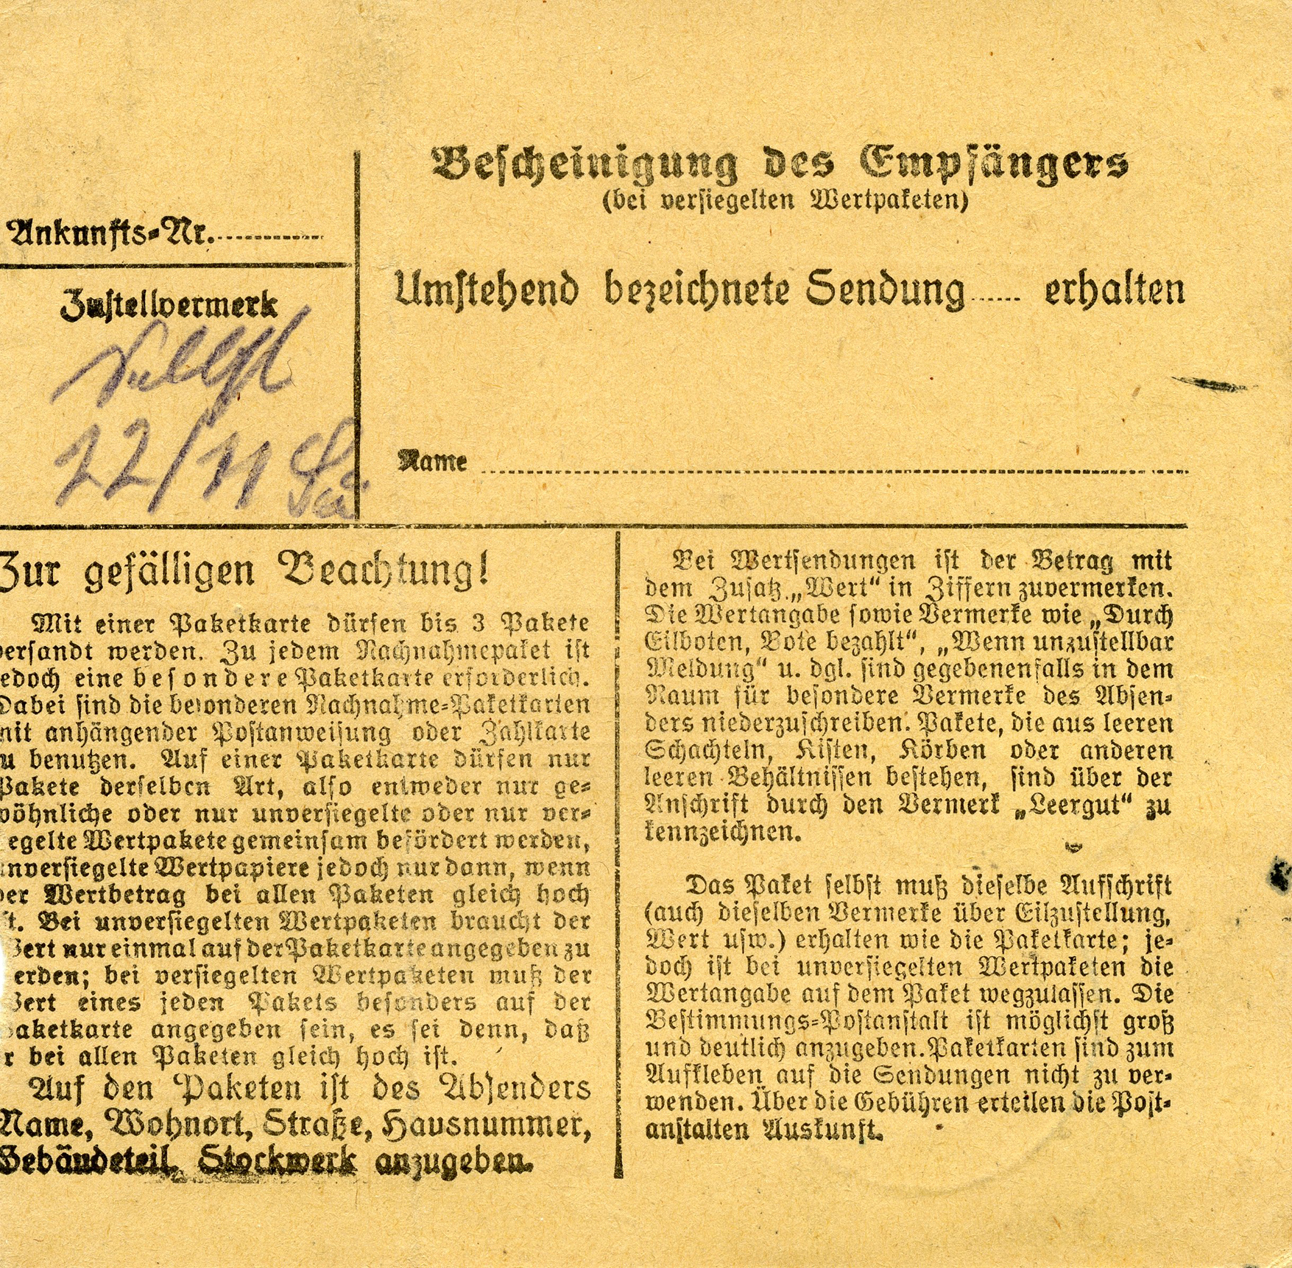 Ankunfts-Nr.
Zustellvermerk
22/11
Bescheinigung des Empfängers
(bei versiegelten Wertpaketen)
Umstehend bezeichnete Sendung ...... erhalten
Name
Zur gefälligen Beachtung!
Mit einer Paketkarte dürfen bis 3 Pakete
versandt werden. Zu jedem Nachnahmepaket ist
jedoch eine besondere Paketkarte erforderlich.
Dabei sind die besonderen Nachnahme-Paketkarten
mit anhängender Postanweisung oder Zahlkarte
zu benutzen. Auf einer Paketkarte dürfen nur
Pakete derselben Art, also entweder nur ge-
wöhnliche oder nur unversiegelte oder nur ver-
egelte Wertpakete gemeinsam befördert werden,
unversiegelte Wertpapiere jedoch nur dann, wenn
der Wertbetrag bei allen Paketen gleich hoch
ist. Bei unversiegelten Wertpaketen braucht der
Wert nur einmal auf der Paketkarte angegeben zu
erden; bei versiegelten Wertpaketen muß der
Wert eines jeden Pakets besonders auf der
Paketkarte angegeben sein, es sei denn, daß
r bei allen Paketen gleich hoch ist.
Auf den Paketen ist des Absenders
Name, Wohnort, Straße, Hausnummer,
Gebäudeteil, Stockwerk anzugeben.
Bei Wertsendungen ist der Betrag mit
dem Zusatz „Wert“ in Ziffern zuvermerken.
Die Wertangabe sowie Vermerke wie „Durch
Eilboten, Bote bezahlt“, „Wenn unzustellbar
Meldung“ u. dgl. sind gegebenenfalls in dem
Raum für besondere Vermerke des Absen-
ders niederzuschreiben. Pakete, die aus leeren
Schachteln, Kisten, Körben oder anderen
leeren Behältnissen bestehen, sind über der
Anschrift durch den Vermerk „Leergut“ zu
kennzeichnen.
Das Paket selbst muß dieselbe Aufschrift
(auch dieselben Vermerke über Eilzustellung,
Wert usw.) erhalten wie die Paketkarte; je-
doch ist bei unversiegelten Wertpaketen die
Wertangabe auf dem Paket wegzulassen. Die
Bestimmungs-Postanstalt ist möglichst groß
und deutlich anzugeben. Paketkarten sind zum
Aufkleben auf die Sendungen nicht zu ver-
wenden. Über die Gebühren erteilen die Post-
anstalten Auskunft.